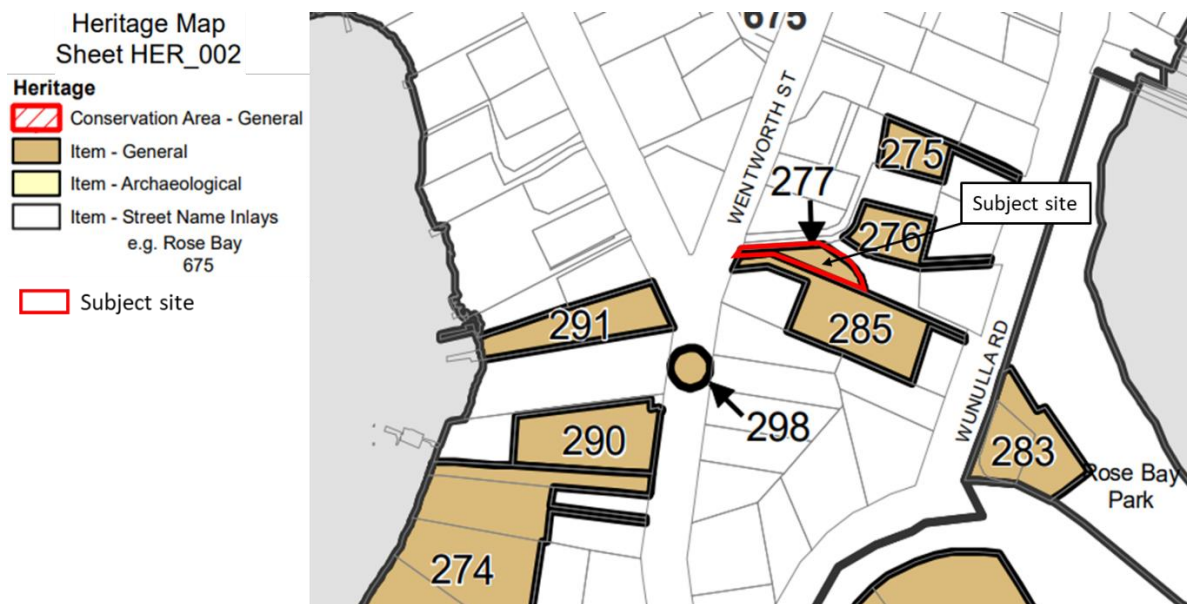 Heritage Map
Sheet HER_002
Heritage
Conservation Area - General
Item - General
Item - Archaeological
Item - Street Name Inlays
e.g. Rose Bay
675
Subject site
675
WENTWORTH ST
275
277
Subject site
276
291
285
WUNULLA RD
298
290
283
Rose Bay
Park
274